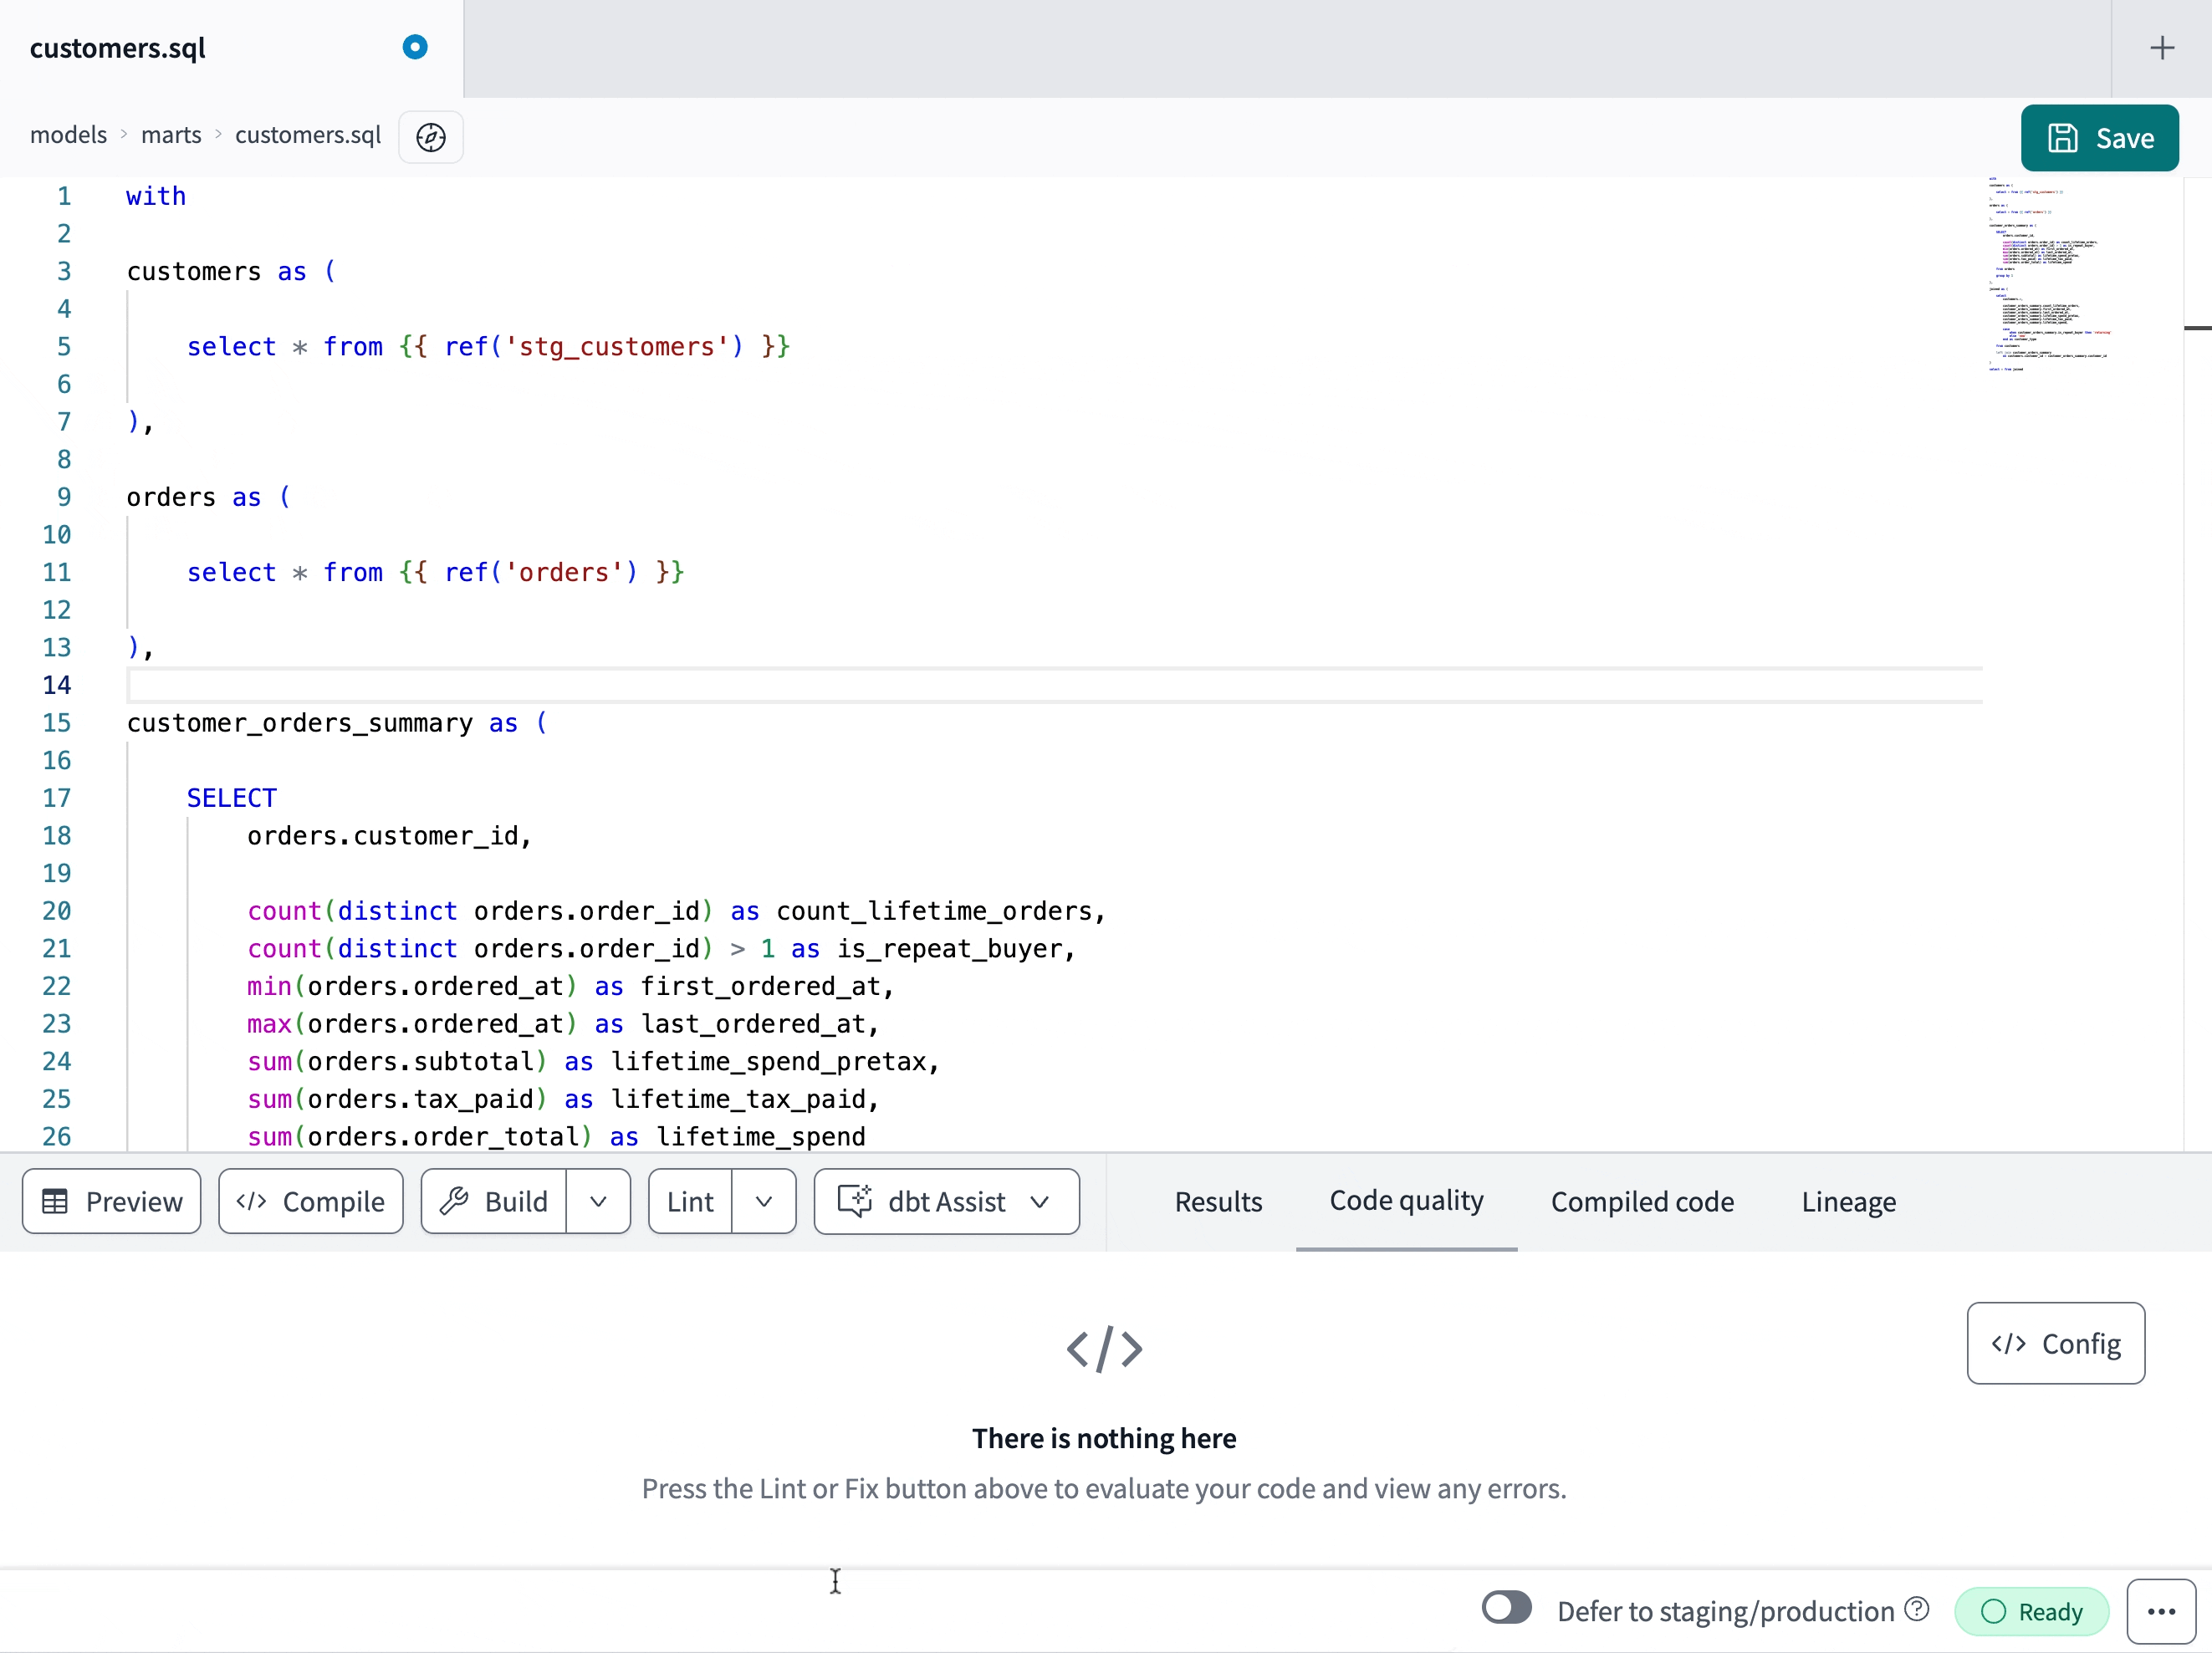 customers.sql
models > marts > customers.sql
Save
1 with
2
3 customers as (
4
5 select * from {{ ref('stg_customers') }}
6
7 ),
8
9 orders as (
10
11 select * from {{ ref('orders') }}
12
13 ),
14
15 customer_orders_summary as (
16
17 SELECT
18 orders.customer_id,
19
20 count(distinct orders.order_id) as count_lifetime_orders,
21 count(distinct orders.order_id) > 1 as is_repeat_buyer,
22 min(orders.ordered_at) as first_ordered_at,
23 max(orders.ordered_at) as last_ordered_at,
24 sum(orders.subtotal) as lifetime_spend_pretax,
25 sum(orders.tax_paid) as lifetime_tax_paid,
26 sum(orders.order_total) as lifetime_spend
Preview </> Compile Build Lint dbt Assist Results Code quality Compiled code Lineage
</> Config
</>
There is nothing here
Press the Lint or Fix button above to evaluate your code and view any errors.
Defer to staging/production ? Ready ...